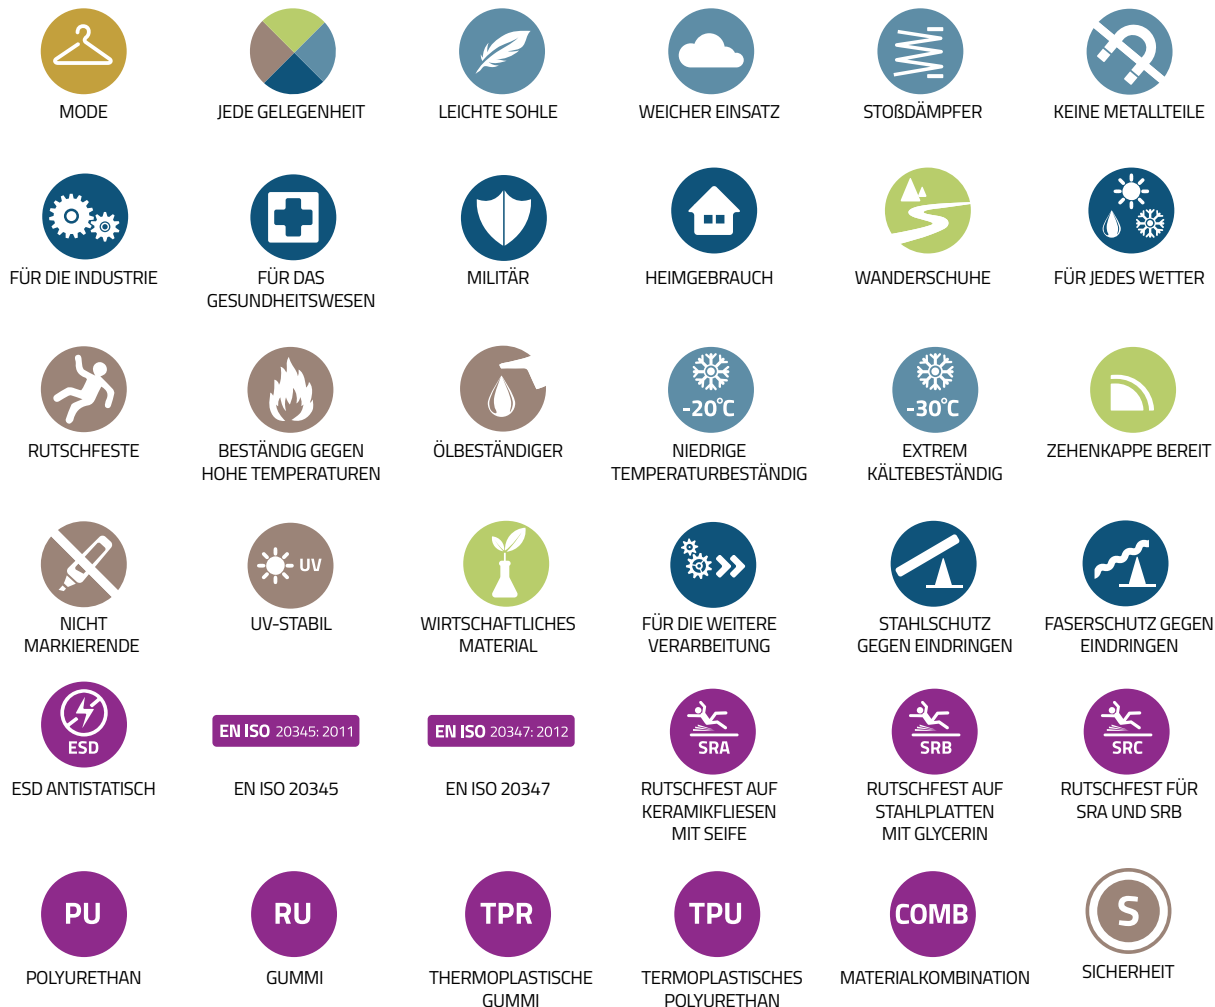 MODE
JEDE GELEGENHEIT
LEICHTE SOHLE
WEICHER EINSATZ
STOßDÄMPFER
KEINE METALLTEILE
FÜR DIE INDUSTRIE
FÜR DAS
GESUNDHEITSWESEN
MILITÄR
HEIMGEBRAUCH
WANDERSCHUHE
FÜR JEDES WETTER
RUTSCHFESTE
BESTÄNDIG GEGEN
HOHE TEMPERATUREN
ÖLBESTÄNDIGER
-20°C
NIEDRIGE
TEMPERATURBESTÄNDIG
-30°C
EXTREM
KÄLTEBESTÄNDIG
ZEHENKAPPE BEREIT
NICHT
MARKIERENDE
UV
UV-STABIL
WIRTSCHAFTLICHES
MATERIAL
FÜR DIE WEITERE
VERARBEITUNG
STAHLSCHUTZ
GEGEN EINDRINGEN
FASERSCHUTZ GEGEN
EINDRINGEN
ESD
ESD ANTISTATISCH
EN ISO 20345: 2011
EN ISO 20345
EN ISO 20347: 2012
EN ISO 20347
SRA
RUTSCHFEST AUF
KERAMIKFLIESEN
MIT SEIFE
SRB
RUTSCHFEST AUF
STAHLPLATTEN
MIT GLYCERIN
SRC
RUTSCHFEST FÜR
SRA UND SRB
PU
POLYURETHAN
RU
GUMMI
TPR
THERMOPLASTISCHE
GUMMI
TPU
TERMOPLASTISCHES
POLYURETHAN
COMB
MATERIALKOMBINATION
S
SICHERHEIT